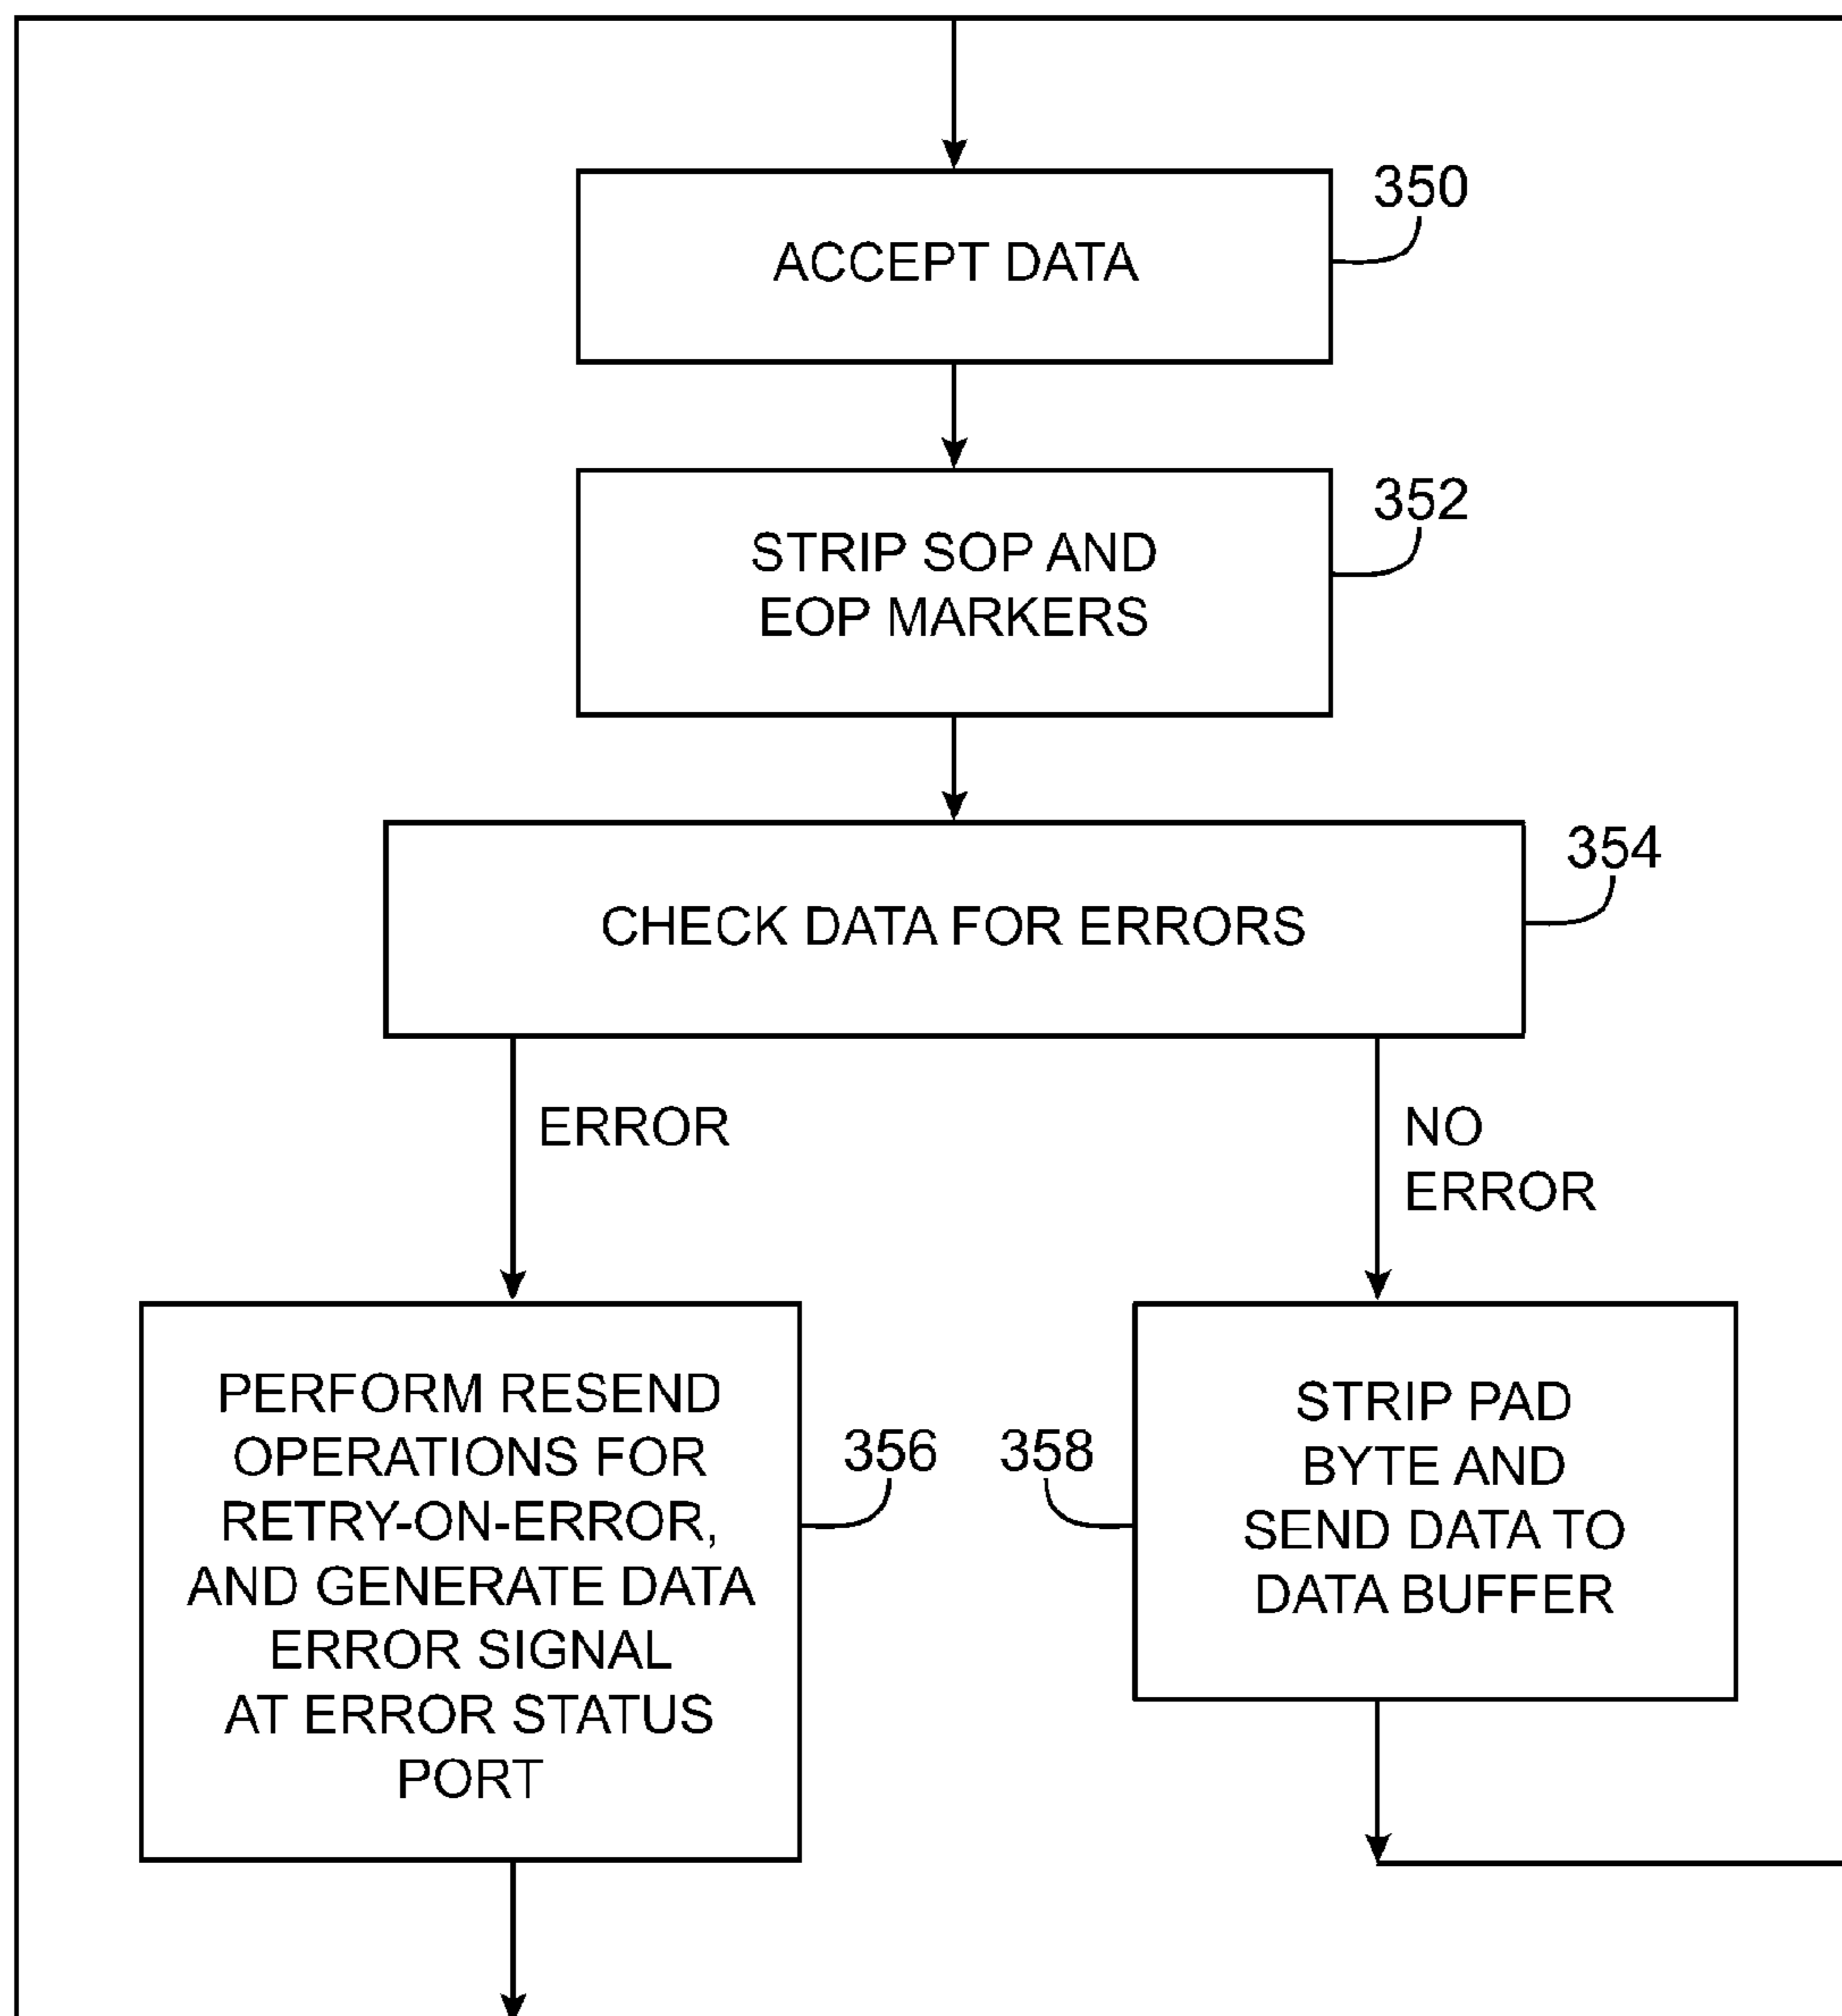 350
ACCEPT DATA
352
STRIP SOP AND
EOP MARKERS
354
CHECK DATA FOR ERRORS
ERROR
NO
ERROR
PERFORM RESEND
OPERATIONS FOR
RETRY-ON-ERROR,
AND GENERATE DATA
ERROR SIGNAL
AT ERROR STATUS
PORT
356
358
STRIP PAD
BYTE AND
SEND DATA TO
DATA BUFFER